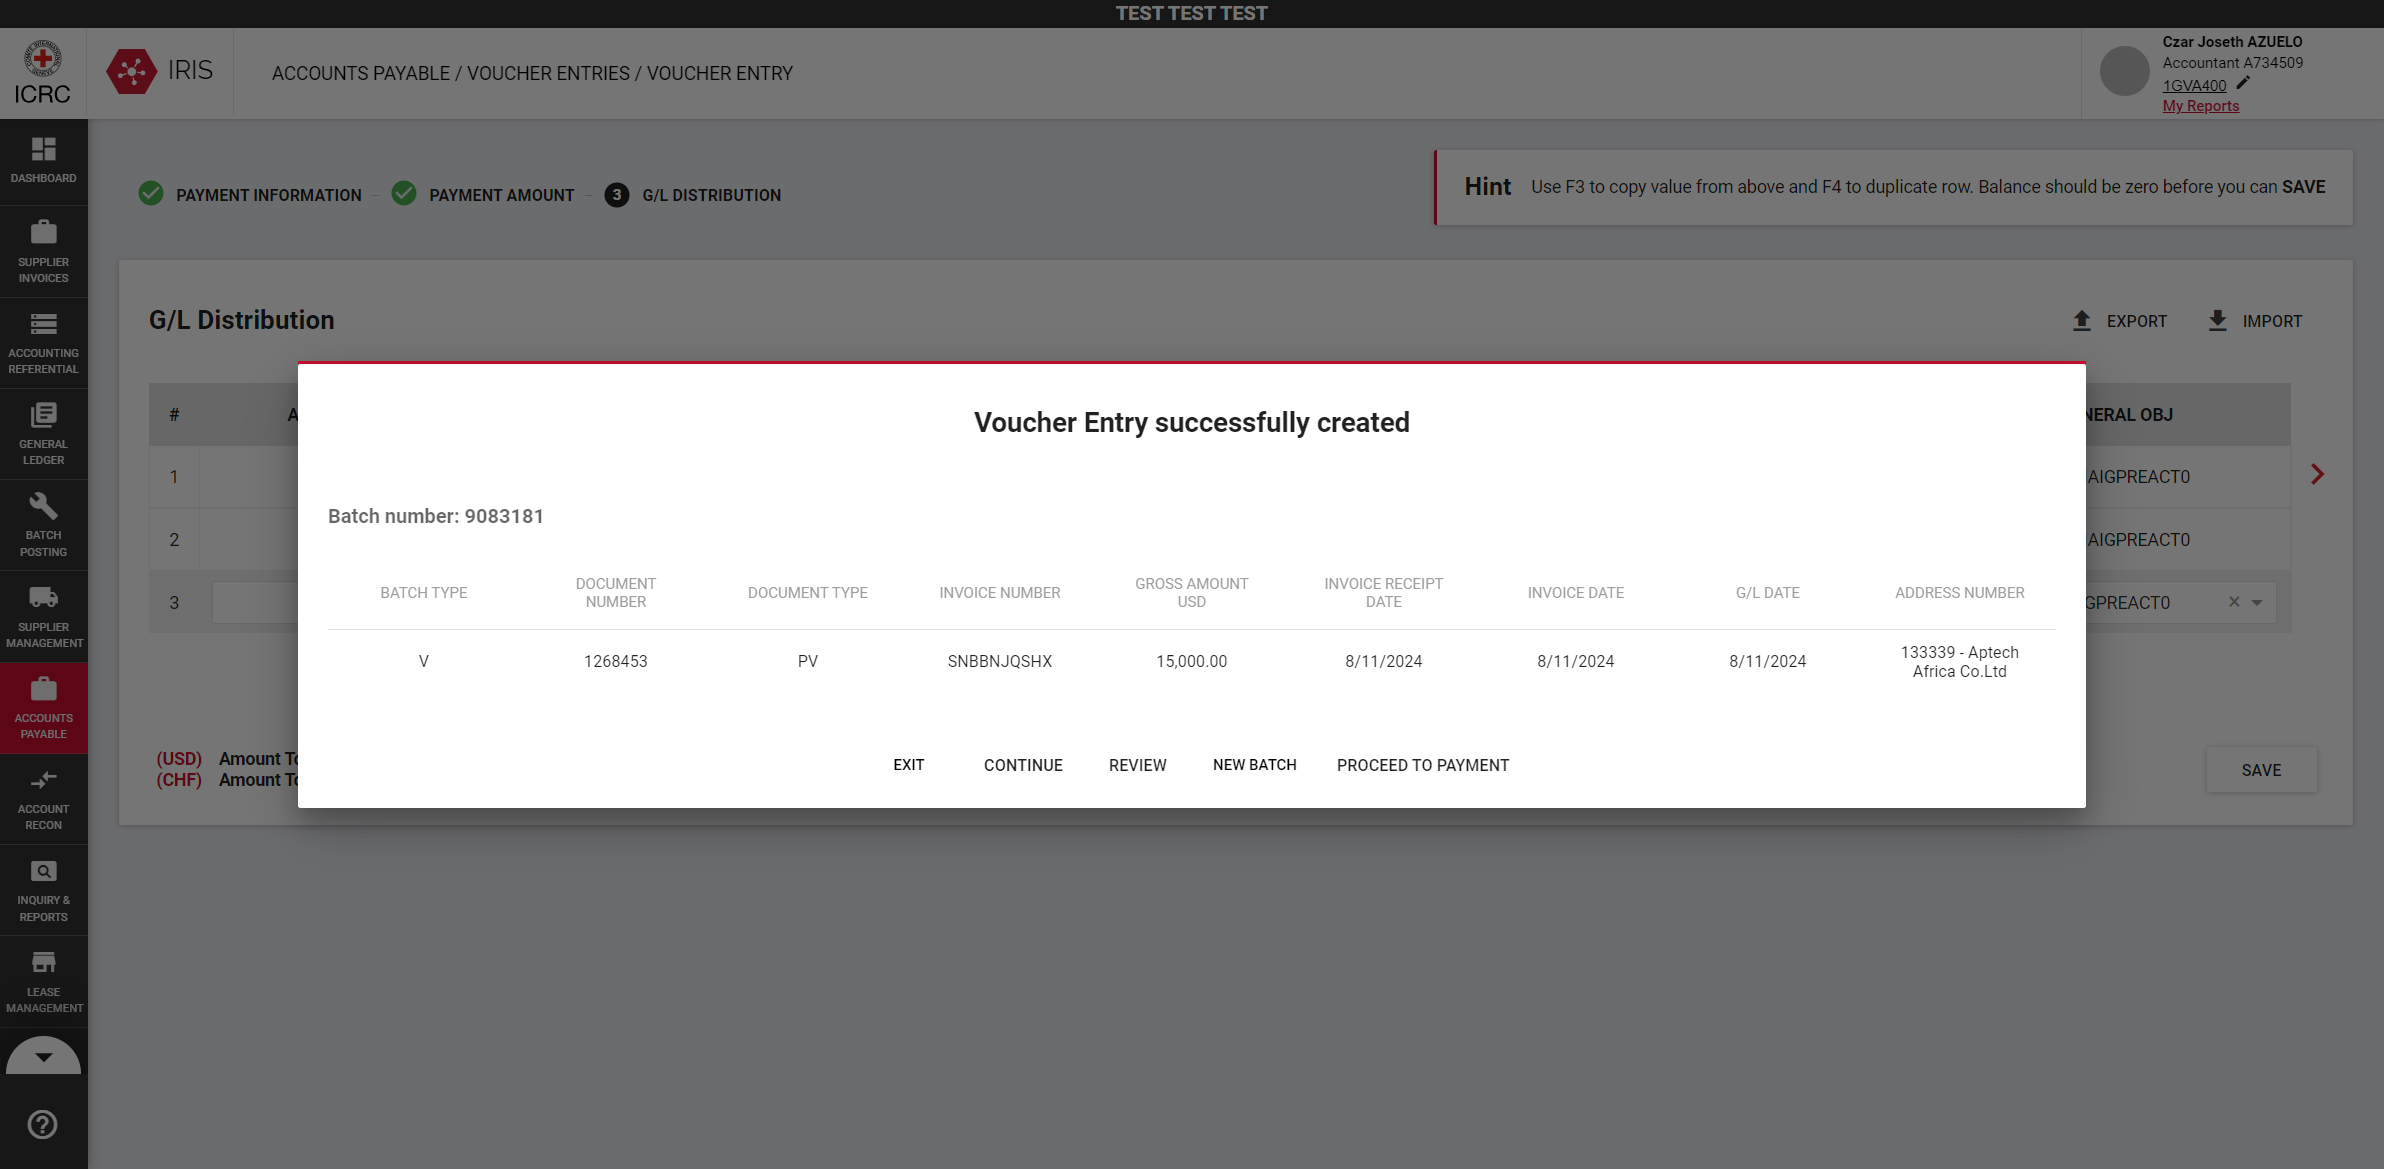 TEST TEST TEST
ICRC
IRIS
ACCOUNTS PAYABLE / VOUCHER ENTRIES / VOUCHER ENTRY
Czar Joseth AZUELO
Accountant A734509
1GVA400
My Reports
DASHBOARD
SUPPLIER
INVOICES
ACCOUNTING
REFERENTIAL
GENERAL
LEDGER
BATCH
POSTING
SUPPLIER
MANAGEMENT
ACCOUNTS
PAYABLE
ACCOUNT
RECON
INQUIRY &
REPORTS
LEASE
MANAGEMENT
PAYMENT INFORMATION
PAYMENT AMOUNT
3 G/L DISTRIBUTION
Hint Use F3 to copy value from above and F4 to duplicate row. Balance should be zero before you can SAVE
G/L Distribution
EXPORT
IMPORT
# A
NERAL OBJ
1
AIGPREACT0
2
AIGPREACT0
3
GPREACT0
Voucher Entry successfully created
Batch number: 9083181
BATCH TYPE
DOCUMENT
NUMBER
DOCUMENT TYPE
INVOICE NUMBER
GROSS AMOUNT
USD
INVOICE RECEIPT
DATE
INVOICE DATE
G/L DATE
ADDRESS NUMBER
V
1268453
PV
SNBBNJQSHX
15,000.00
8/11/2024
8/11/2024
8/11/2024
133339 - Aptech
Africa Co.Ltd
EXIT
CONTINUE
REVIEW
NEW BATCH
PROCEED TO PAYMENT
(USD) Amount To
(CHF) Amount To
SAVE